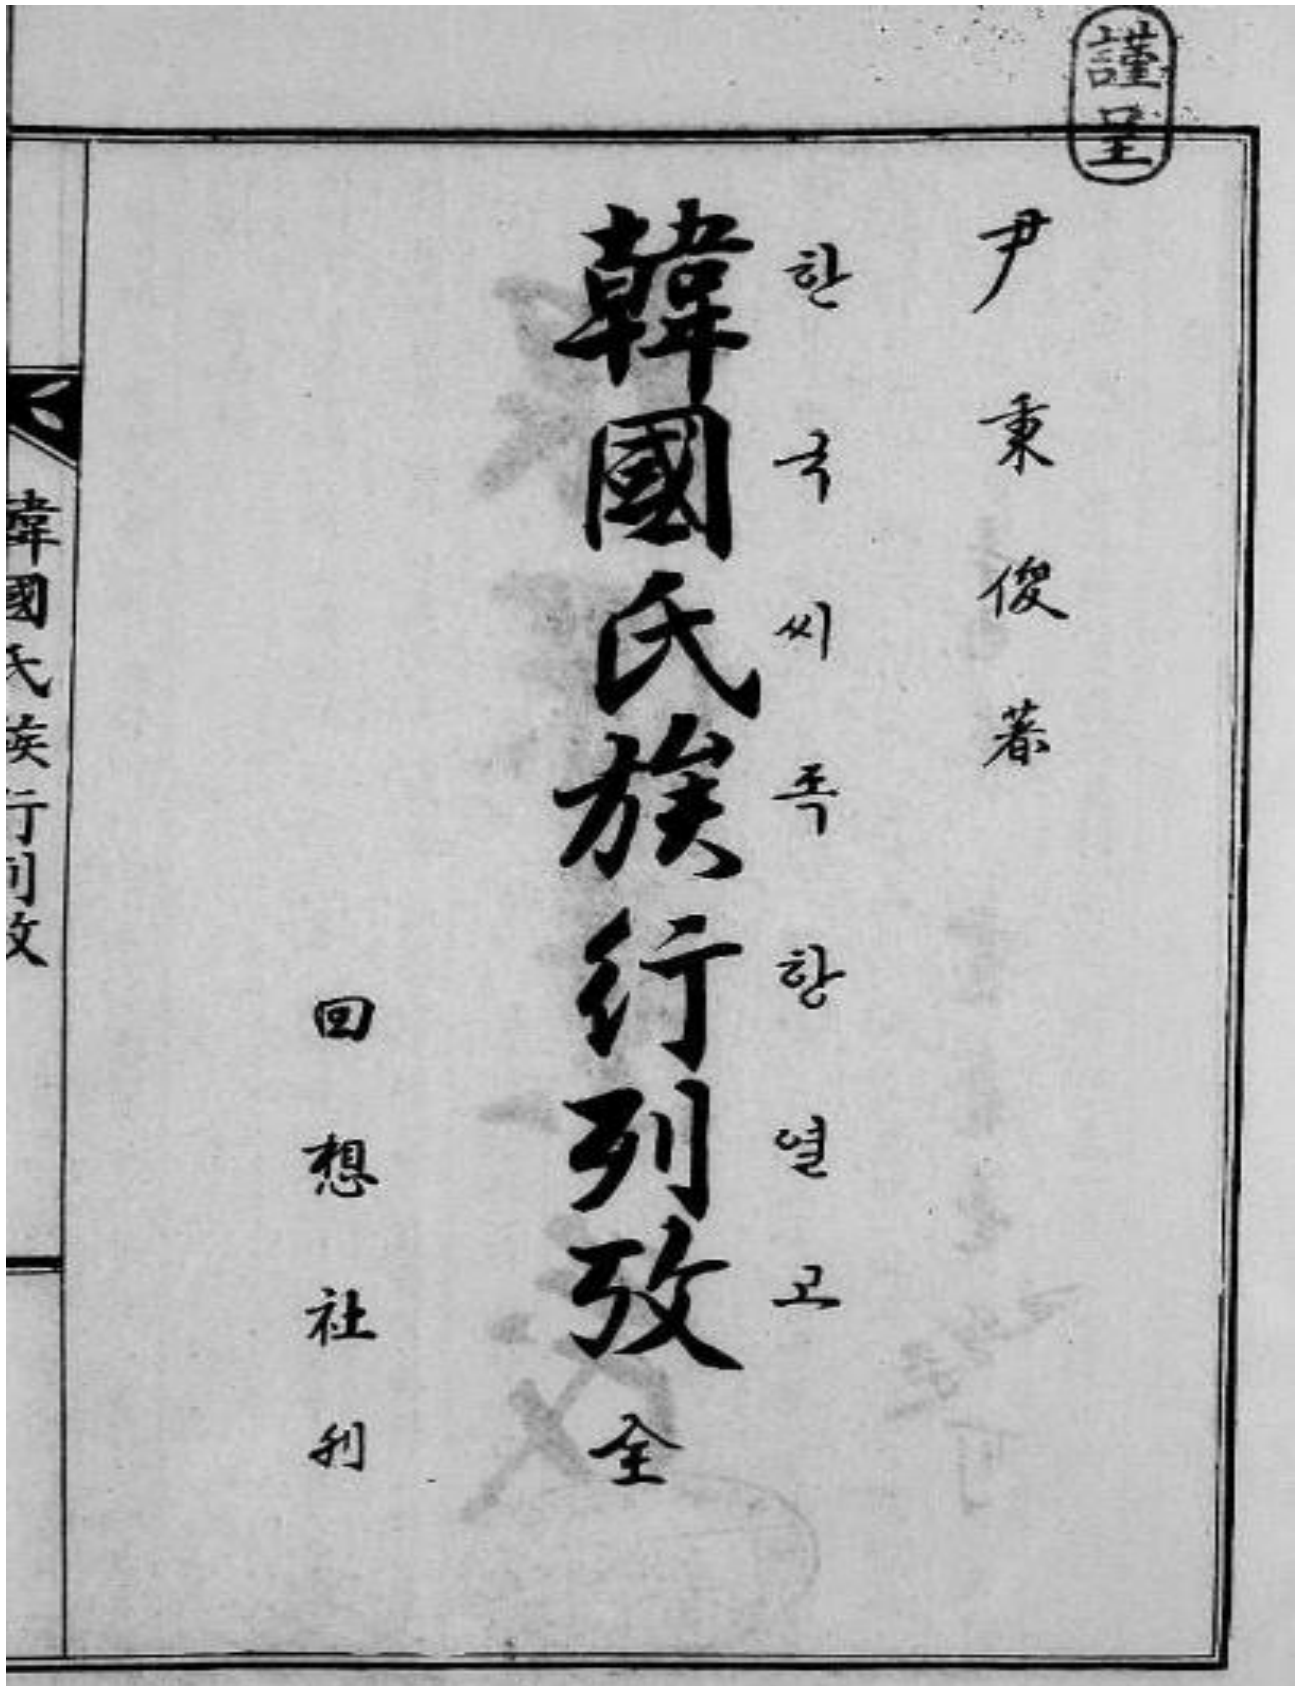 謹呈
尹秉俊著
한국씨족항열고
韓國氏族行列攷 全
回想社刊
韓國氏族行列攷